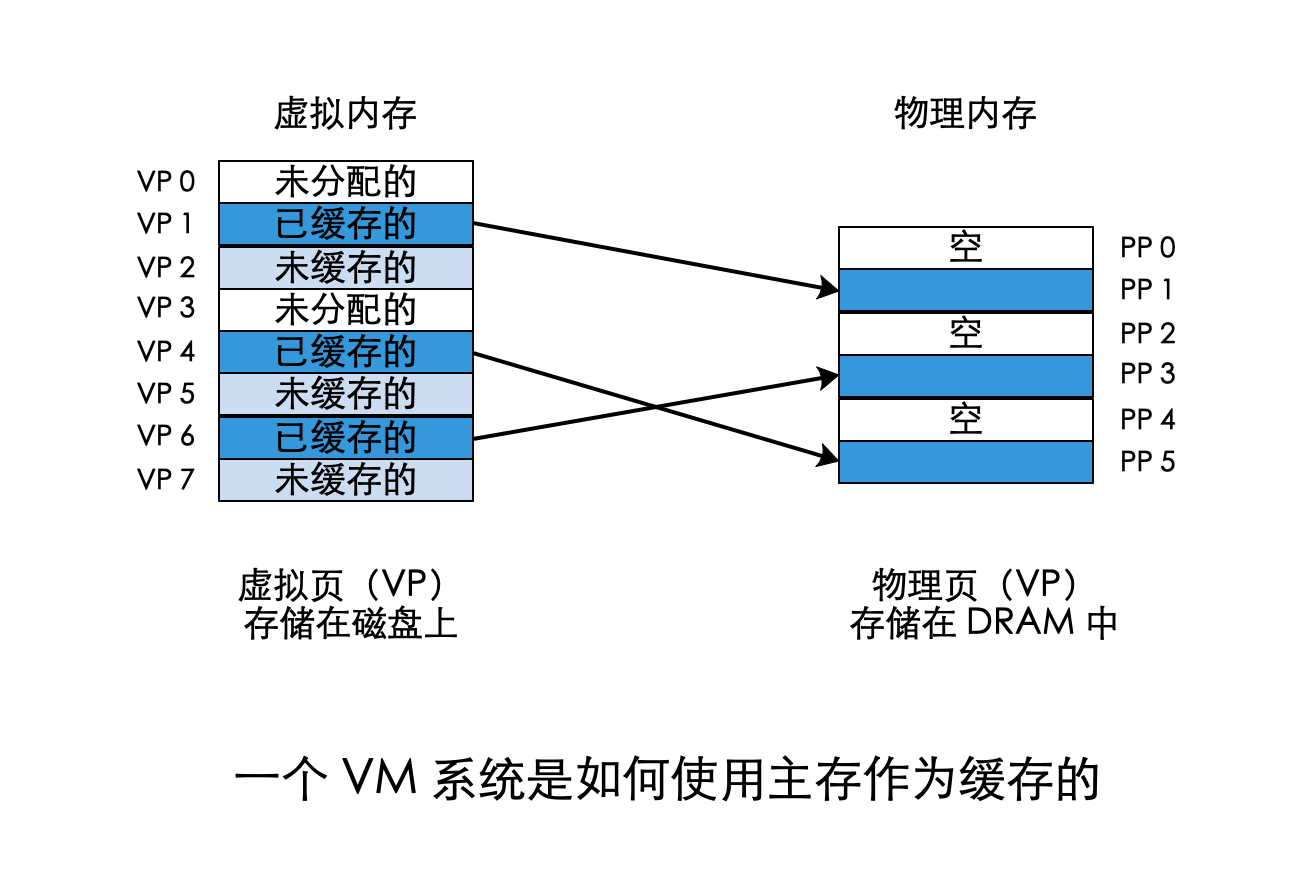 虚拟内存
物理内存
VP 0 未分配的
VP 1 已缓存的
VP 2 未缓存的
VP 3 未分配的
VP 4 已缓存的
VP 5 未缓存的
VP 6 已缓存的
VP 7 未缓存的
空 PP 0
PP 1
空 PP 2
PP 3
空 PP 4
PP 5
虚拟页（VP）
存储在磁盘上
物理页（VP）
存储在 DRAM 中
一个 VM 系统是如何使用主存作为缓存的